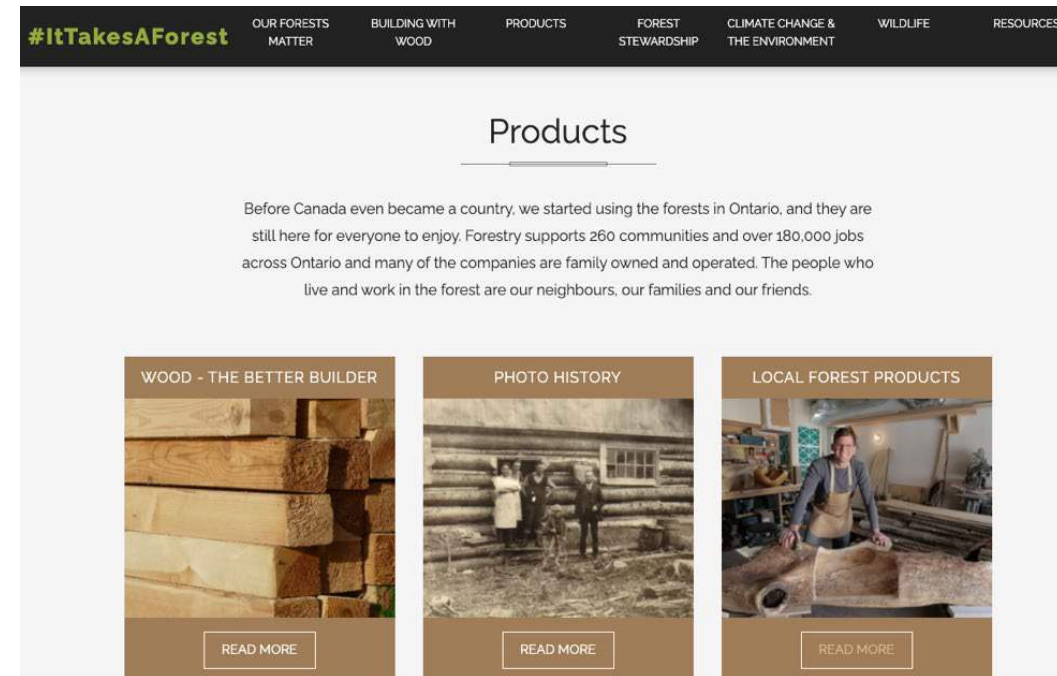 #ItTakesAForest
OUR FORESTS
MATTER
BUILDING WITH
WOOD
PRODUCTS
FOREST
STEWARDSHIP
CLIMATE CHANGE &
THE ENVIRONMENT
WILDLIFE
RESOURCES
Products
Before Canada even became a country, we started using the forests in Ontario, and they are
still here for everyone to enjoy. Forestry supports 260 communities and over 180,000 jobs
across Ontario and many of the companies are family owned and operated. The people who
live and work in the forest are our neighbours, our families and our friends.
WOOD - THE BETTER BUILDER
PHOTO HISTORY
LOCAL FOREST PRODUCTS
READ MORE
READ MORE
READ MORE